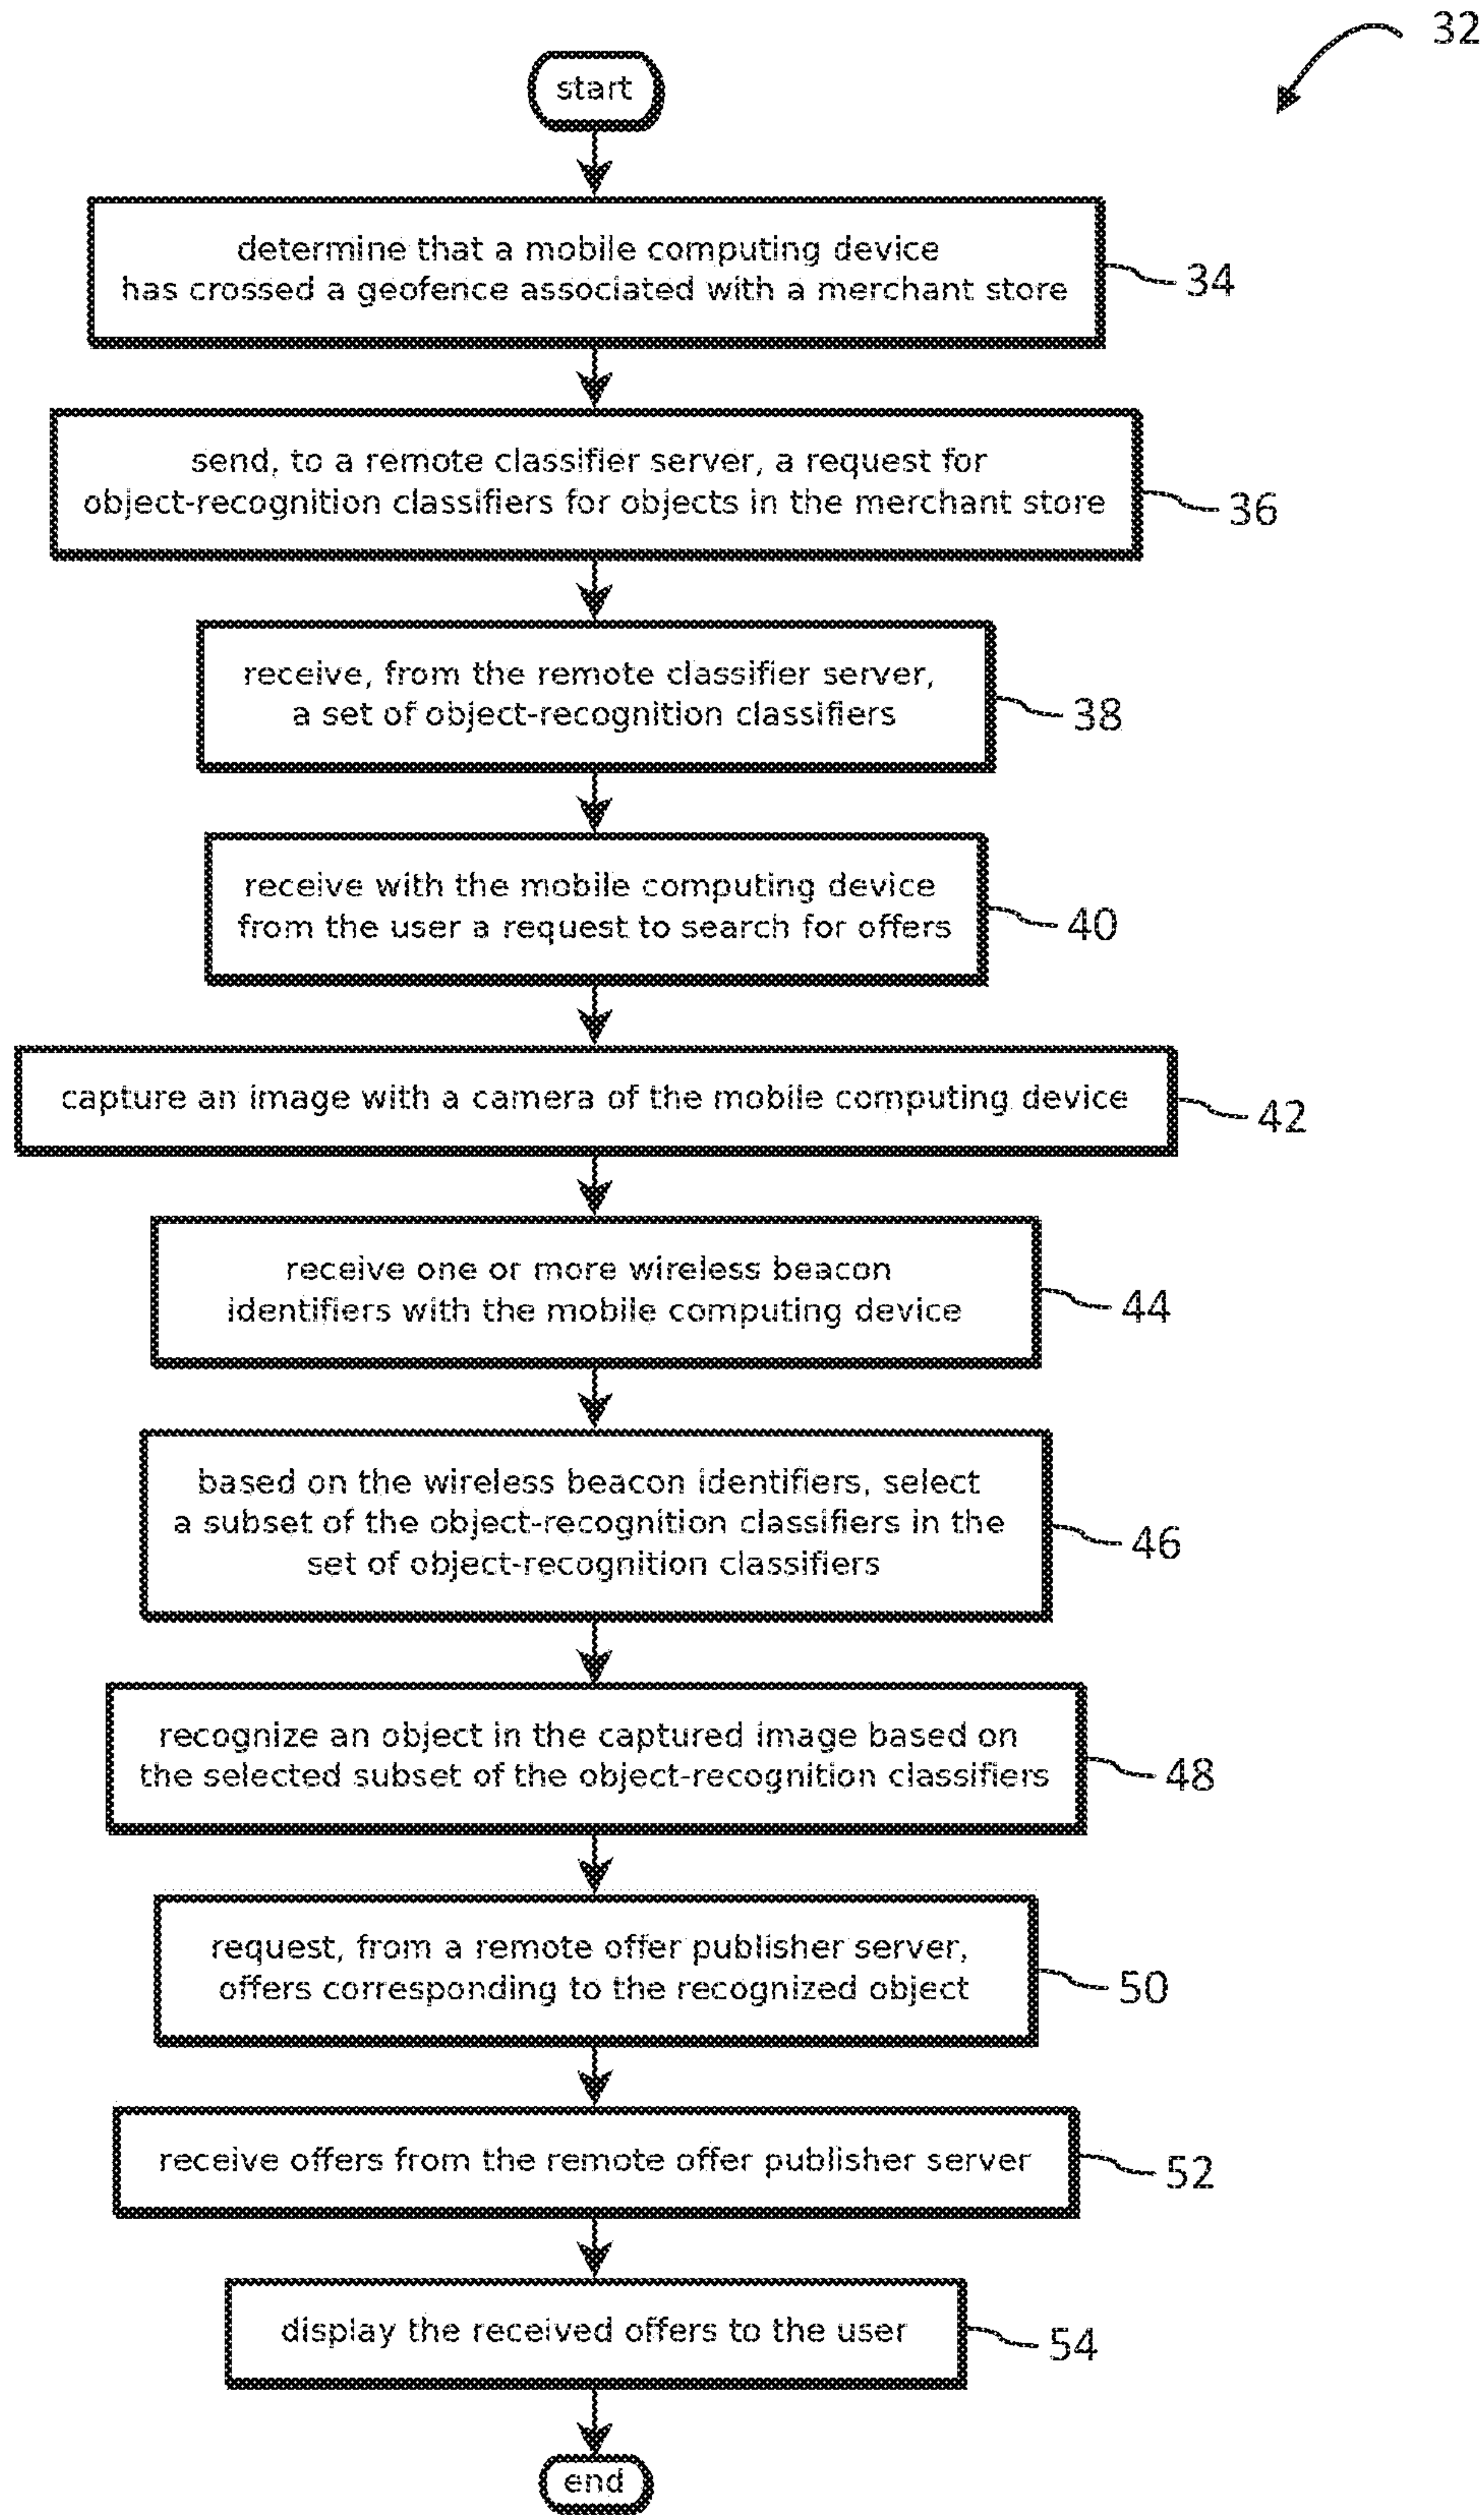 32
start
determine that a mobile computing device
has crossed a geofence associated with a merchant store
34
send, to a remote classifier server, a request for
object-recognition classifiers for objects in the merchant store
36
receive, from the remote classifier server,
a set of object-recognition classifiers
38
receive with the mobile computing device
from the user a request to search for offers
40
capture an image with a camera of the mobile computing device
42
receive one or more wireless beacon
identifiers with the mobile computing device
44
based on the wireless beacon identifiers, select
a subset of the object-recognition classifiers in the
set of object-recognition classifiers
46
recognize an object in the captured image based on
the selected subset of the object-recognition classifiers
48
request, from a remote offer publisher server,
offers corresponding to the recognized object
50
receive offers from the remote offer publisher server
52
display the received offers to the user
54
end